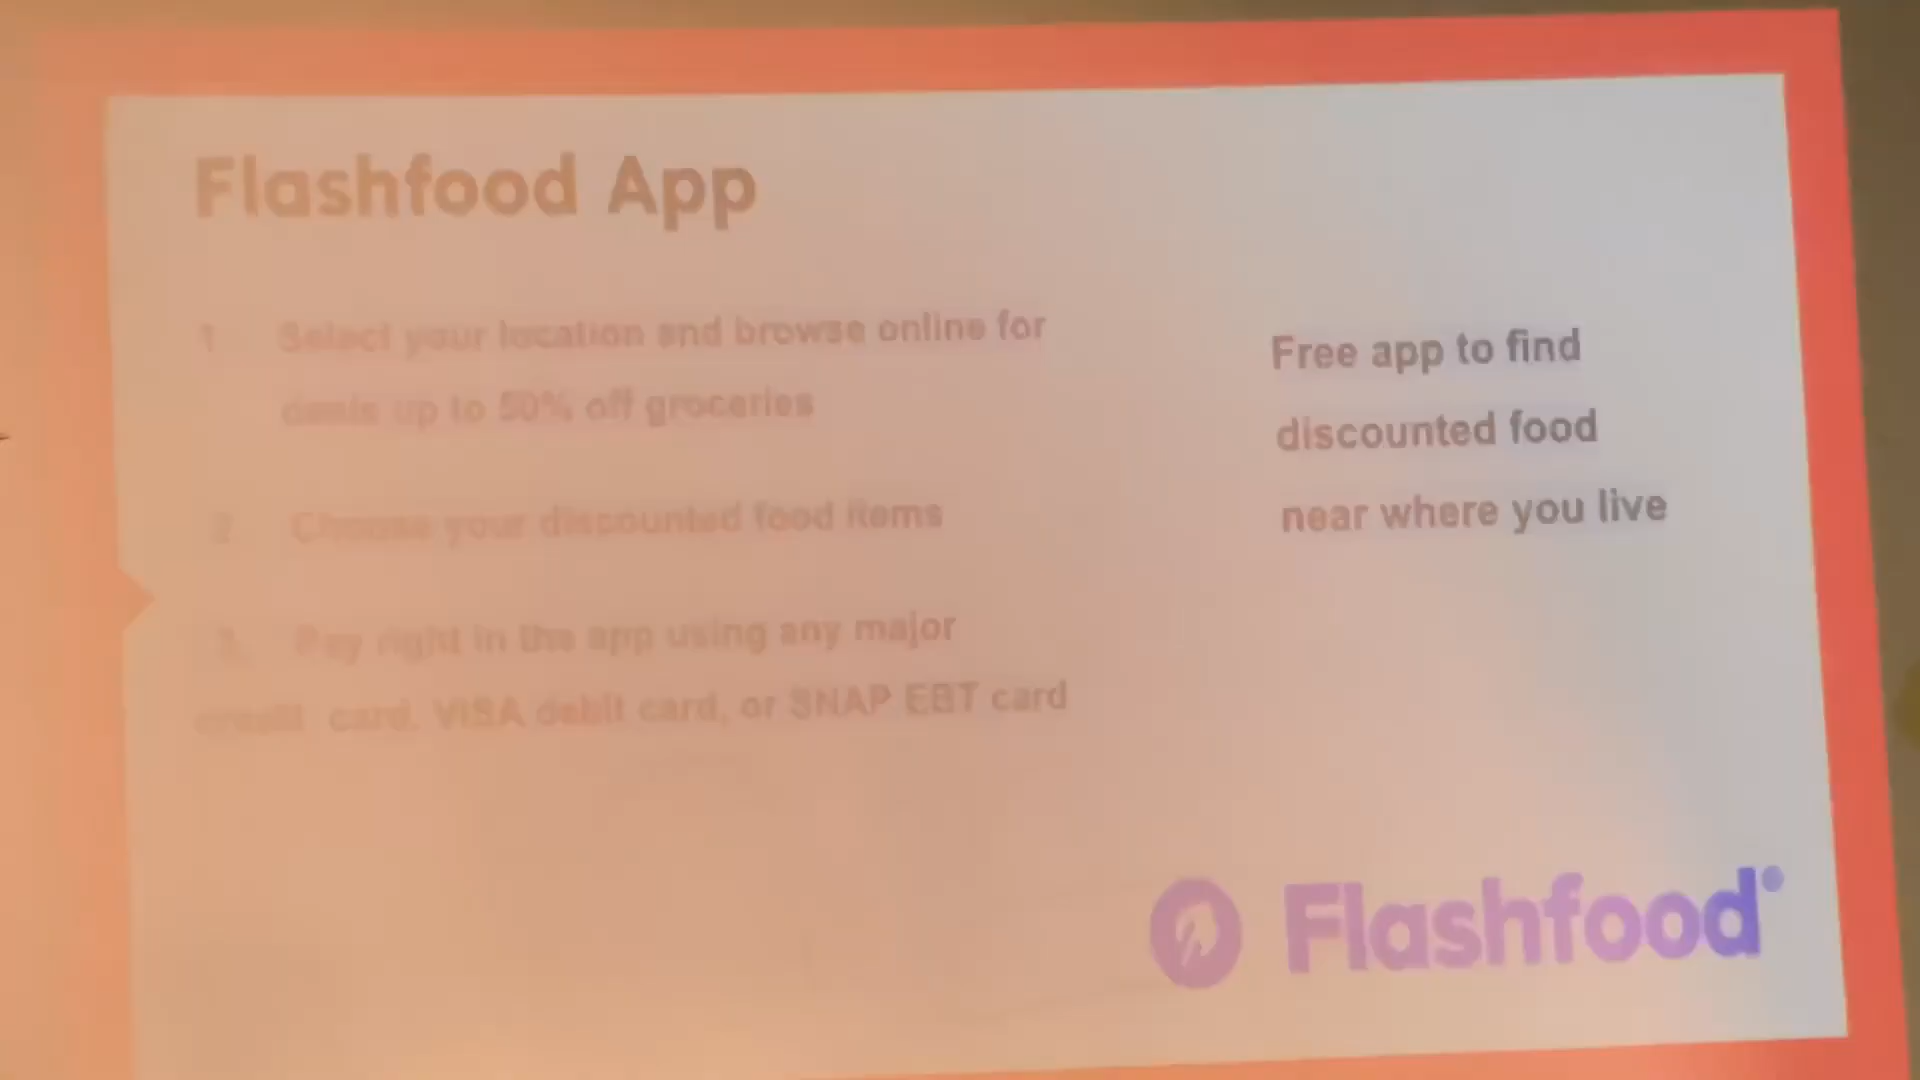 Flashfood App
1 Select your location and browse online for
deals up to 50% off groceries
2 Choose your discounted food items
3. Pay right in the app using any major
credit card, VISA debit card, or SNAP EBT card
Free app to find
discounted food
near where you live
Flashfood